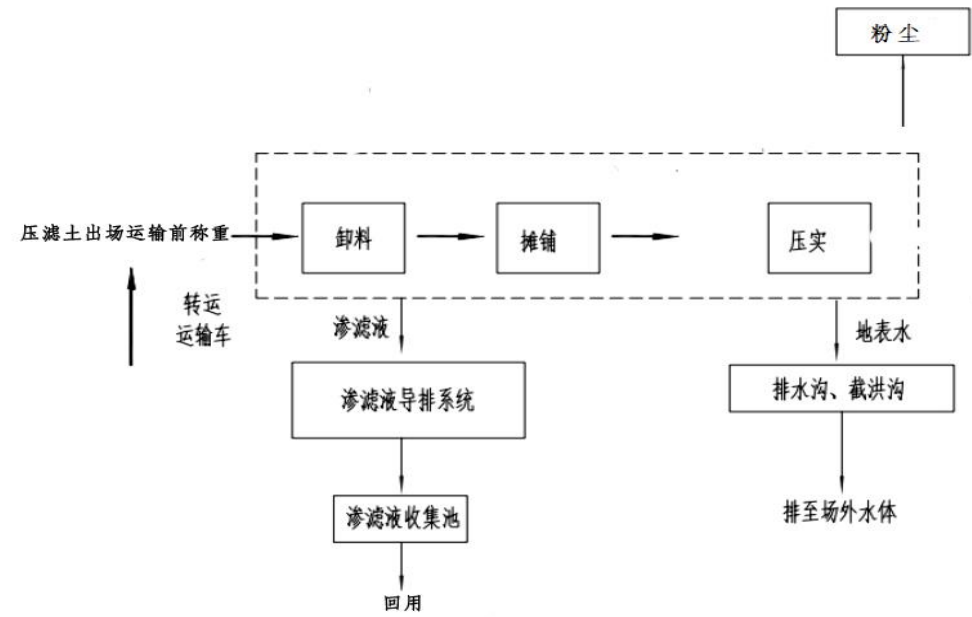 粉尘
压滤土出场运输前称重
卸料
摊铺
压实
转运
运输车
渗滤液
地表水
渗滤液导排系统
排水沟、截洪沟
渗滤液收集池
排至场外水体
回用